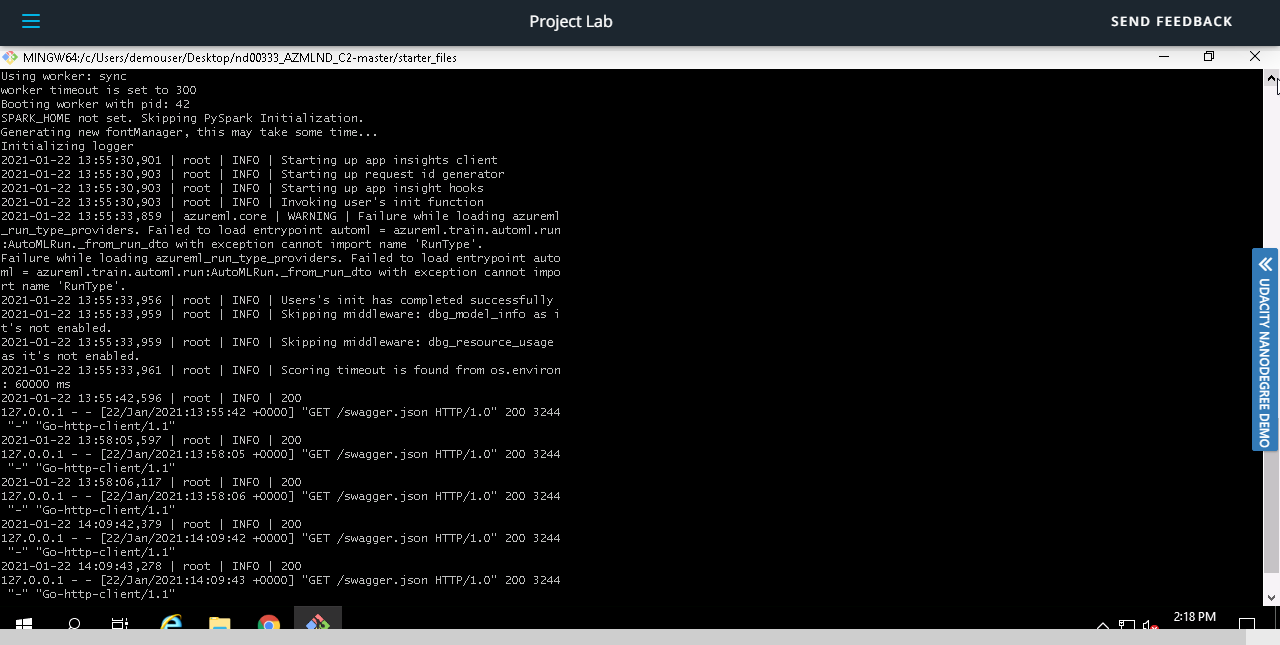 Project Lab
SEND FEEDBACK
MINGW64:/c/Users/demouser/Desktop/nd00333_AZMLND_C2-master/starter_files
Using worker: sync
worker timeout is set to 300
Booting worker with pid: 42
SPARK_HOME not set. Skipping PySpark Initialization.
Generating new fontManager, this may take some time...
Initializing logger
2021-01-22 13:55:30,901 | root | INFO | Starting up app insights client
2021-01-22 13:55:30,903 | root | INFO | Starting up request id generator
2021-01-22 13:55:30,903 | root | INFO | Starting up app insight hooks
2021-01-22 13:55:30,903 | root | INFO | Invoking user's init function
2021-01-22 13:55:33,859 | azureml.core | WARNING | Failure while loading azureml
_run_type_providers. Failed to load entrypoint automl = azureml.train.automl.run
:AutoMLRun._from_run_dto with exception cannot import name 'RunType'.
Failure while loading azureml_run_type_providers. Failed to load entrypoint auto
ml = azureml.train.automl.run:AutoMLRun._from_run_dto with exception cannot impo
rt name 'RunType'.
2021-01-22 13:55:33,956 | root | INFO | Users's init has completed successfully
2021-01-22 13:55:33,959 | root | INFO | Skipping middleware: dbg_model_info as i
t's not enabled.
2021-01-22 13:55:33,959 | root | INFO | Skipping middleware: dbg_resource_usage
as it's not enabled.
2021-01-22 13:55:33,961 | root | INFO | Scoring timeout is found from os.environ
: 60000 ms
2021-01-22 13:55:42,596 | root | INFO | 200
127.0.0.1 - - [22/Jan/2021:13:55:42 +0000] "GET /swagger.json HTTP/1.0" 200 3244
"-" "Go-http-client/1.1"
2021-01-22 13:58:05,597 | root | INFO | 200
127.0.0.1 - - [22/Jan/2021:13:58:05 +0000] "GET /swagger.json HTTP/1.0" 200 3244
"-" "Go-http-client/1.1"
2021-01-22 13:58:06,117 | root | INFO | 200
127.0.0.1 - - [22/Jan/2021:13:58:06 +0000] "GET /swagger.json HTTP/1.0" 200 3244
"-" "Go-http-client/1.1"
2021-01-22 14:09:42,379 | root | INFO | 200
127.0.0.1 - - [22/Jan/2021:14:09:42 +0000] "GET /swagger.json HTTP/1.0" 200 3244
"-" "Go-http-client/1.1"
2021-01-22 14:09:43,278 | root | INFO | 200
127.0.0.1 - - [22/Jan/2021:14:09:43 +0000] "GET /swagger.json HTTP/1.0" 200 3244
"-" "Go-http-client/1.1"
UDACITY NANODEGREE DEMO
2:18 PM